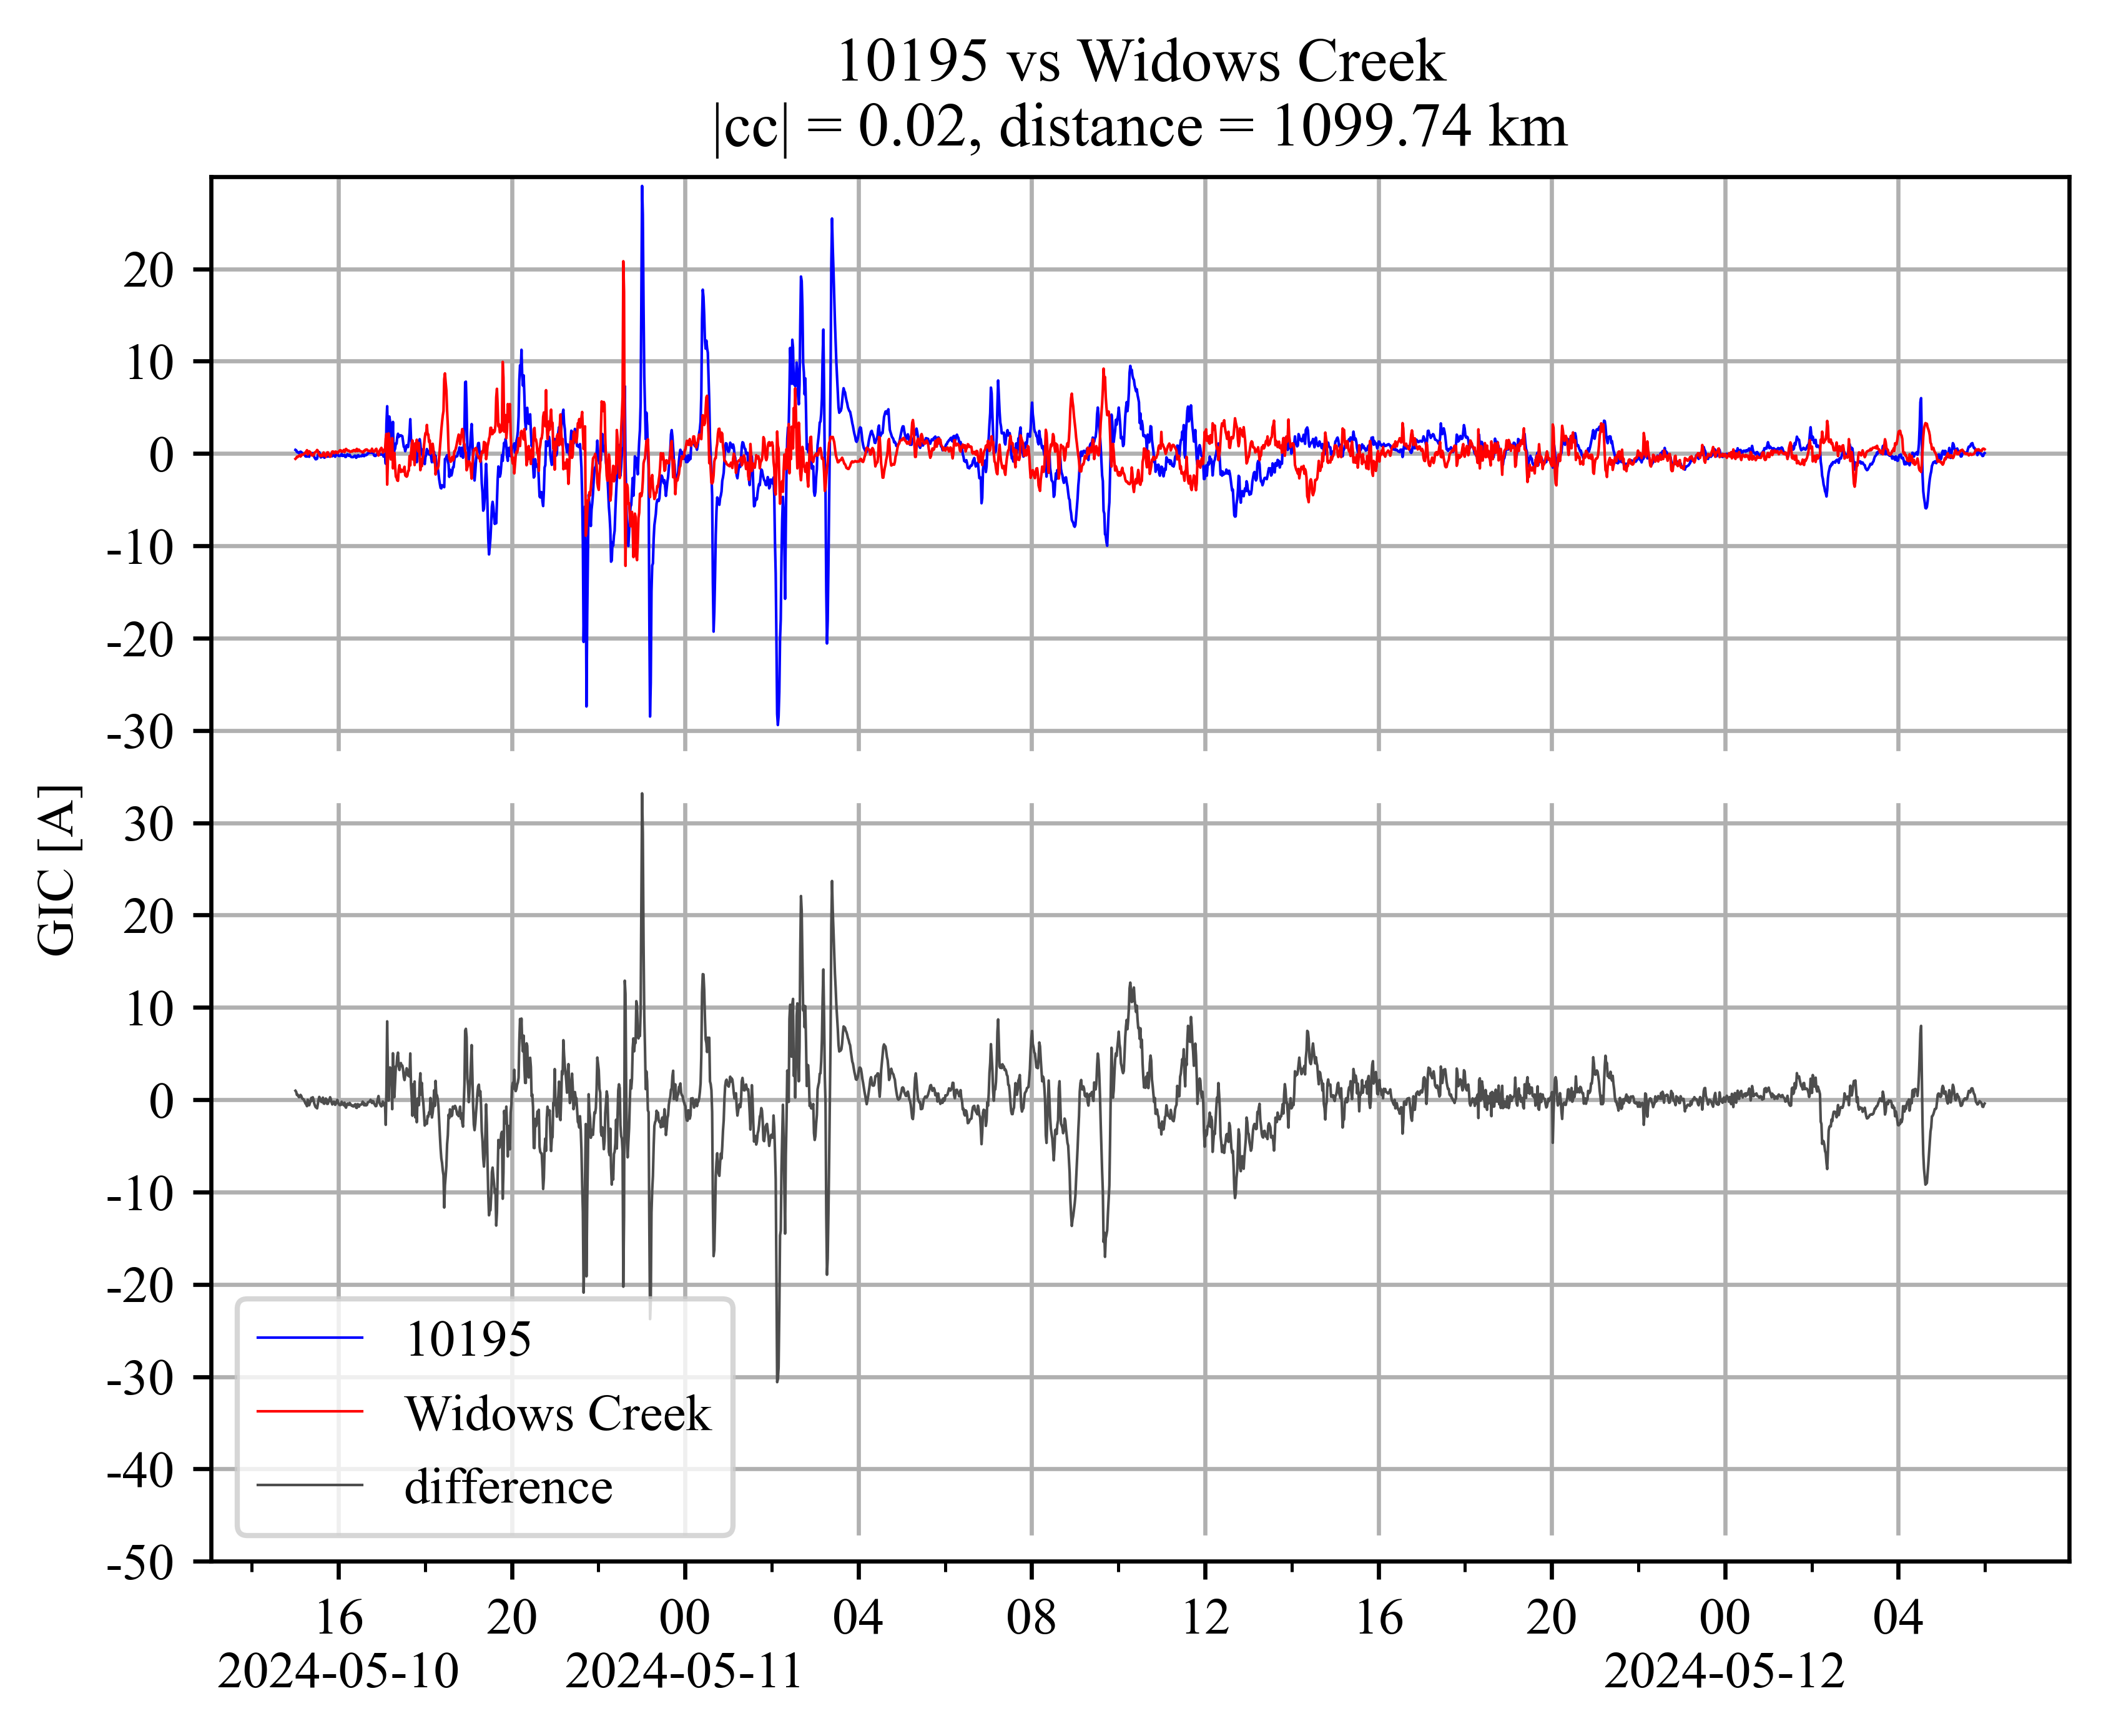 10195 vs Widows Creek
|cc| = 0.02, distance = 1099.74 km
20
10
0
-10
-20
-30
30
20
10
0
-10
-20
-30
-40
-50
GIC [A]
10195
Widows Creek
difference
16 20 00 04 08 12 16 20 00 04
2024-05-10 2024-05-11 2024-05-12